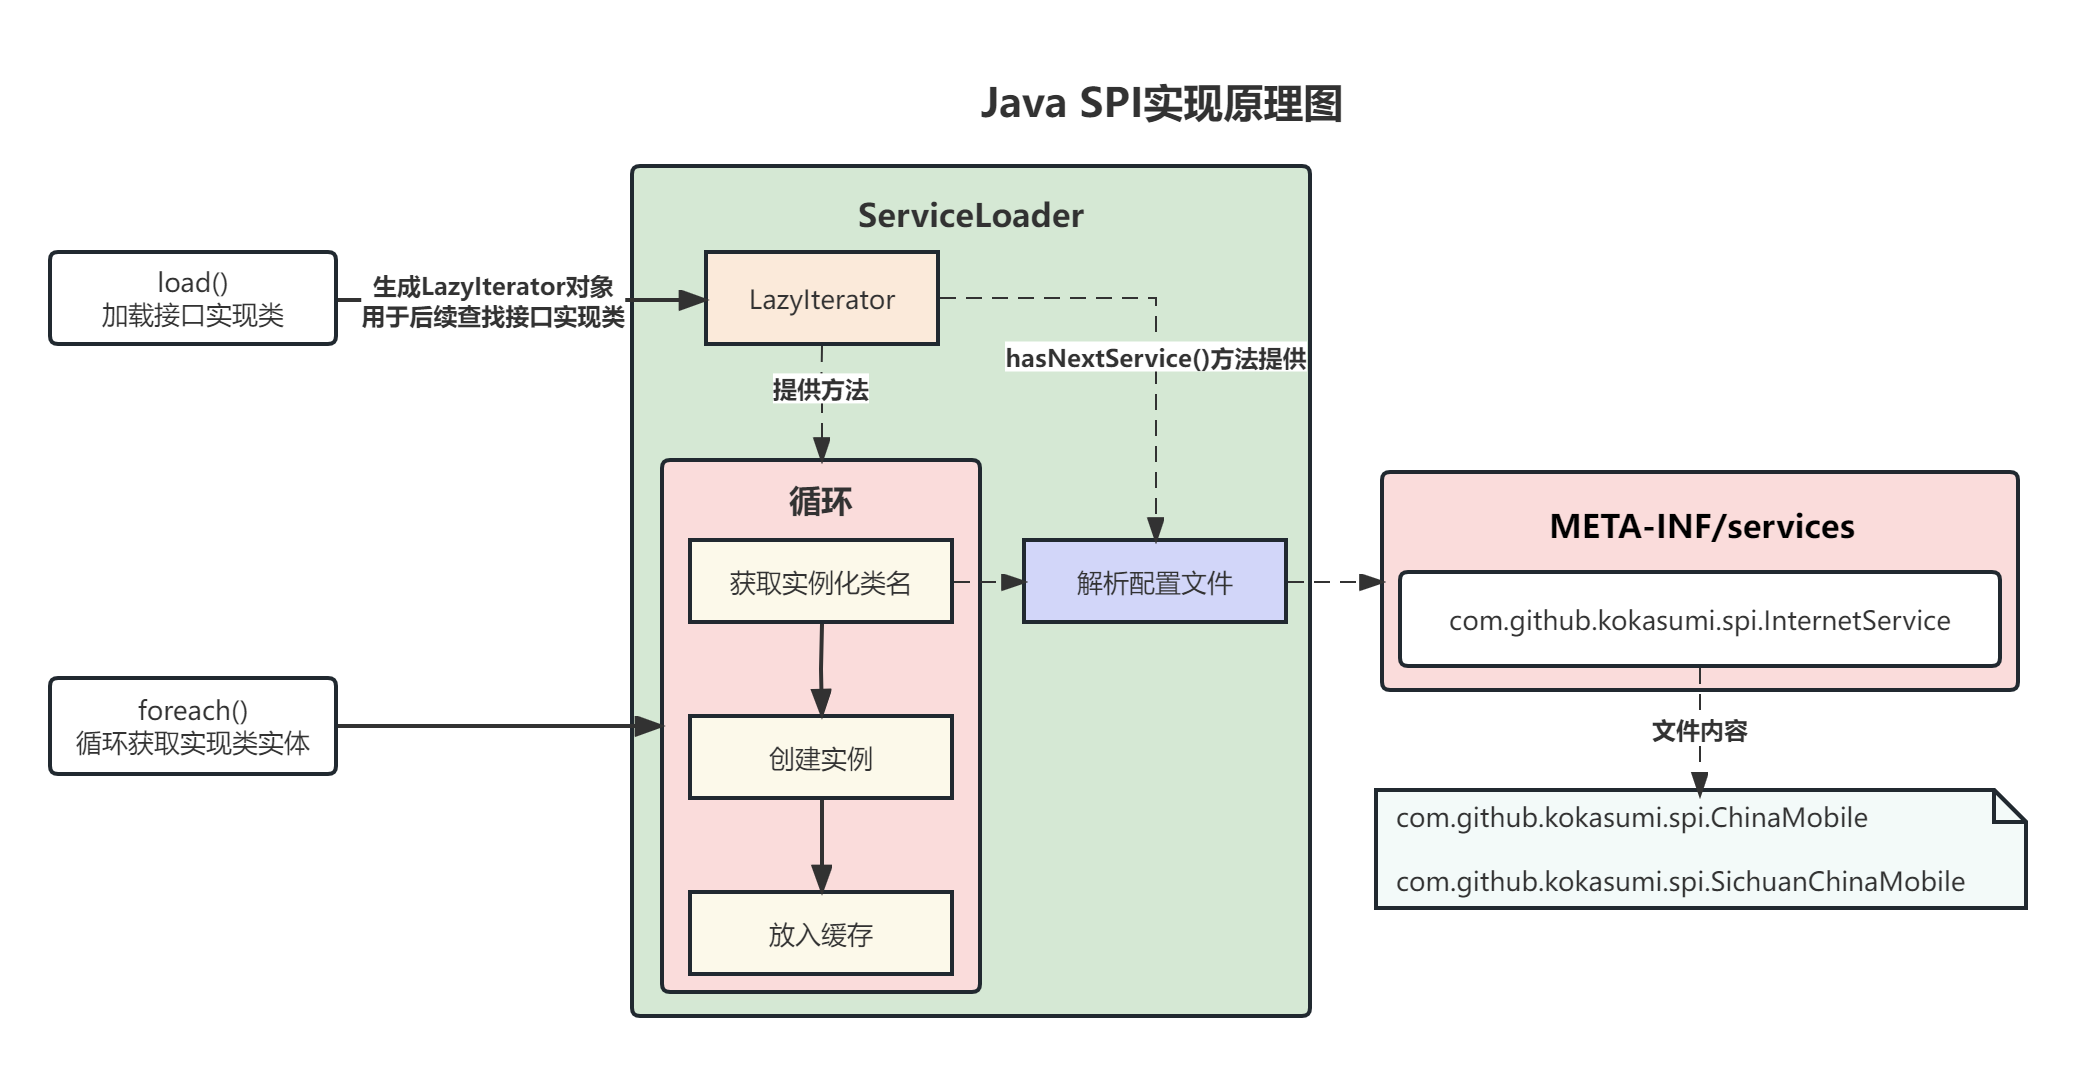 Java SPI实现原理图
ServiceLoader
load()
加载接口实现类
生成LazyIterator对象
用于后续查找接口实现类
LazyIterator
hasNextService()方法提供
提供方法
循环
获取实例化类名
解析配置文件
META-INF/services
com.github.kokasumi.spi.InternetService
foreach()
循环获取实现类实体
创建实例
文件内容
com.github.kokasumi.spi.ChinaMobile
com.github.kokasumi.spi.SichuanChinaMobile
放入缓存